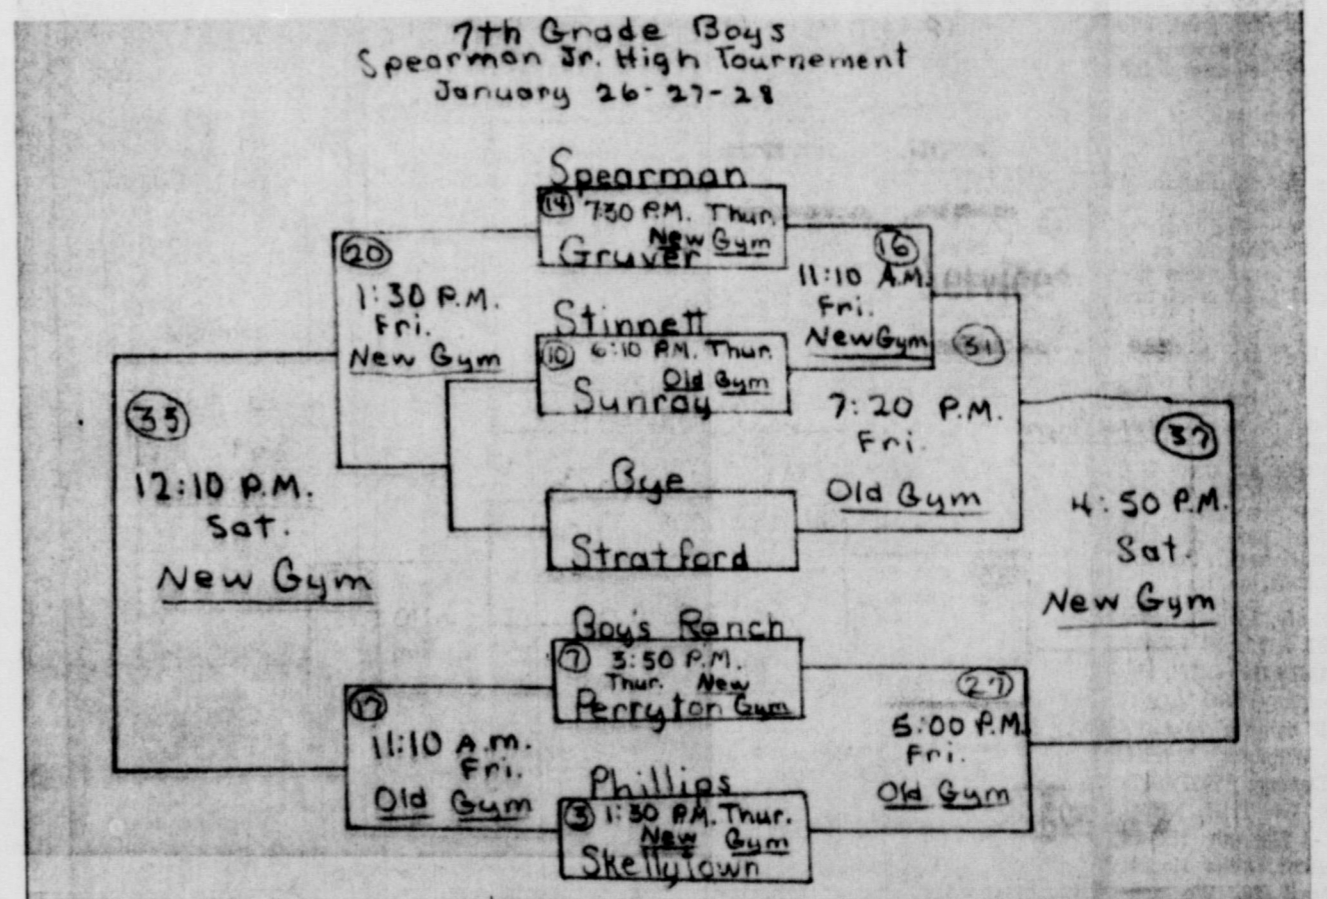 7th Grade Boys
Spearman Jr. High Tournement
January 26-27-28
Spearman
14 7:30 P.M. Thur.
New Gym
Gruver
20
1:30 P.M.
Fri.
New Gym
16
11:10 A.M.
Fri.
New Gym
Stinnett
10 6:10 P.M. Thur.
Old Gym
Sunray
31
7:20 P.M.
Fri.
Old Gym
35
12:10 P.M.
Sat.
New Gym
37
4:50 P.M.
Sat.
New Gym
Bye
Stratford
Boy's Ranch
7 3:50 P.M.
Thur. New
Perryton Gym
17
11:10 A.m.
Fri.
Old Gym
27
5:00 P.M.
Fri.
Old Gym
Phillips
3 1:30 P.M. Thur.
New Gym
Skellytown